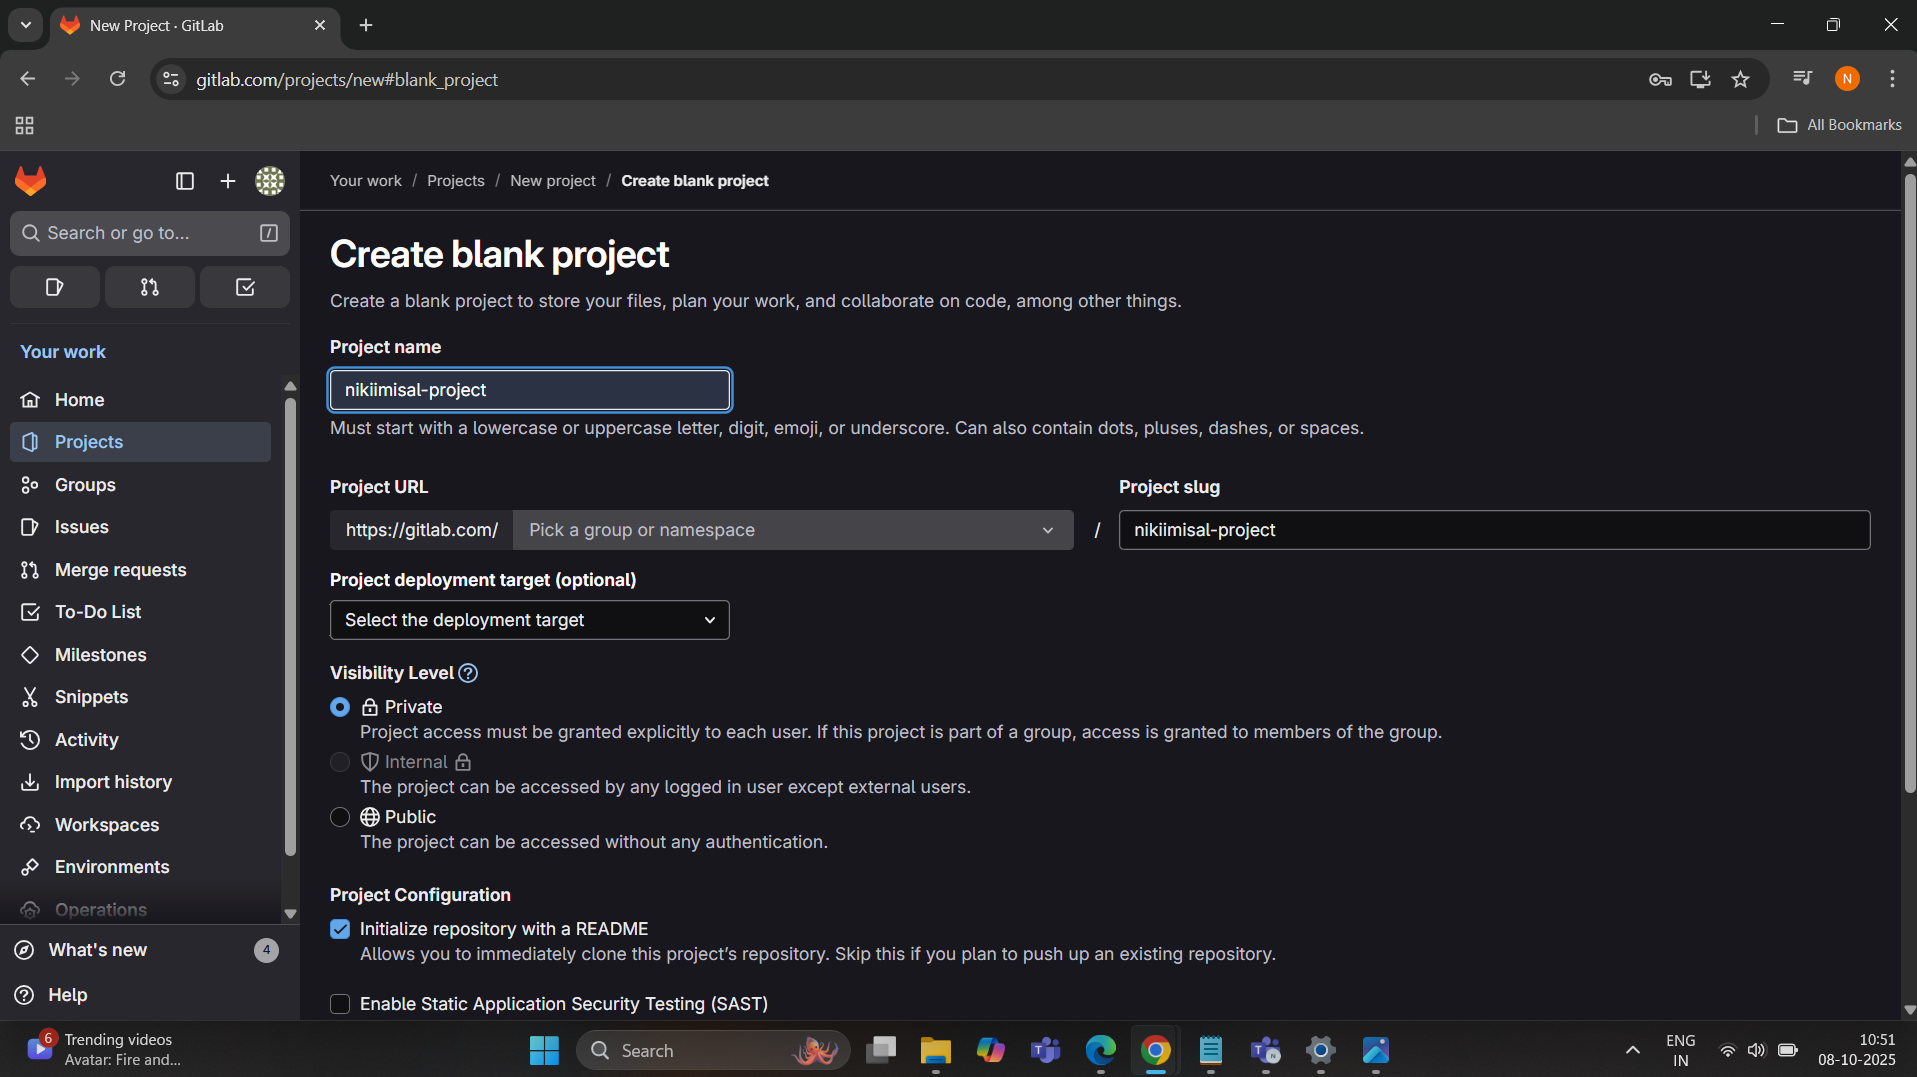 New Project · GitLab
gitlab.com/projects/new#blank_project
N
All Bookmarks
Your work / Projects / New project / Create blank project
Search or go to...
/
Your work
Home
Projects
Groups
Issues
Merge requests
To-Do List
Milestones
Snippets
Activity
Import history
Workspaces
Environments
Operations
What's new
4
Help
Create blank project
Create a blank project to store your files, plan your work, and collaborate on code, among other things.
Project name
nikiimisal-project
Must start with a lowercase or uppercase letter, digit, emoji, or underscore. Can also contain dots, pluses, dashes, or spaces.
Project URL
https://gitlab.com/
Pick a group or namespace
/
Project slug
nikiimisal-project
Project deployment target (optional)
Select the deployment target
Visibility Level
Private
Project access must be granted explicitly to each user. If this project is part of a group, access is granted to members of the group.
Internal
The project can be accessed by any logged in user except external users.
Public
The project can be accessed without any authentication.
Project Configuration
Initialize repository with a README
Allows you to immediately clone this project's repository. Skip this if you plan to push up an existing repository.
Enable Static Application Security Testing (SAST)
6
Trending videos
Avatar: Fire and...
Search
ENG
IN
10:51
08-10-2025